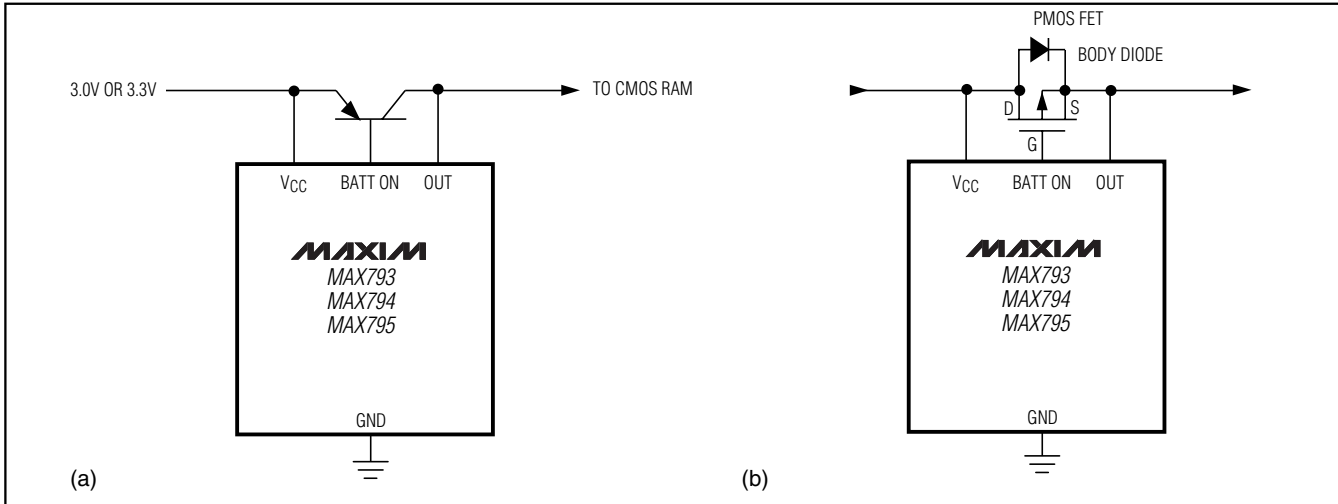 PMOS FET
BODY DIODE
3.0V OR 3.3V
TO CMOS RAM
D
S
G
VCC
BATT ON
OUT
MAXIM
MAX793
MAX794
MAX795
GND
(a)
VCC
BATT ON
OUT
MAXIM
MAX793
MAX794
MAX795
GND
(b)